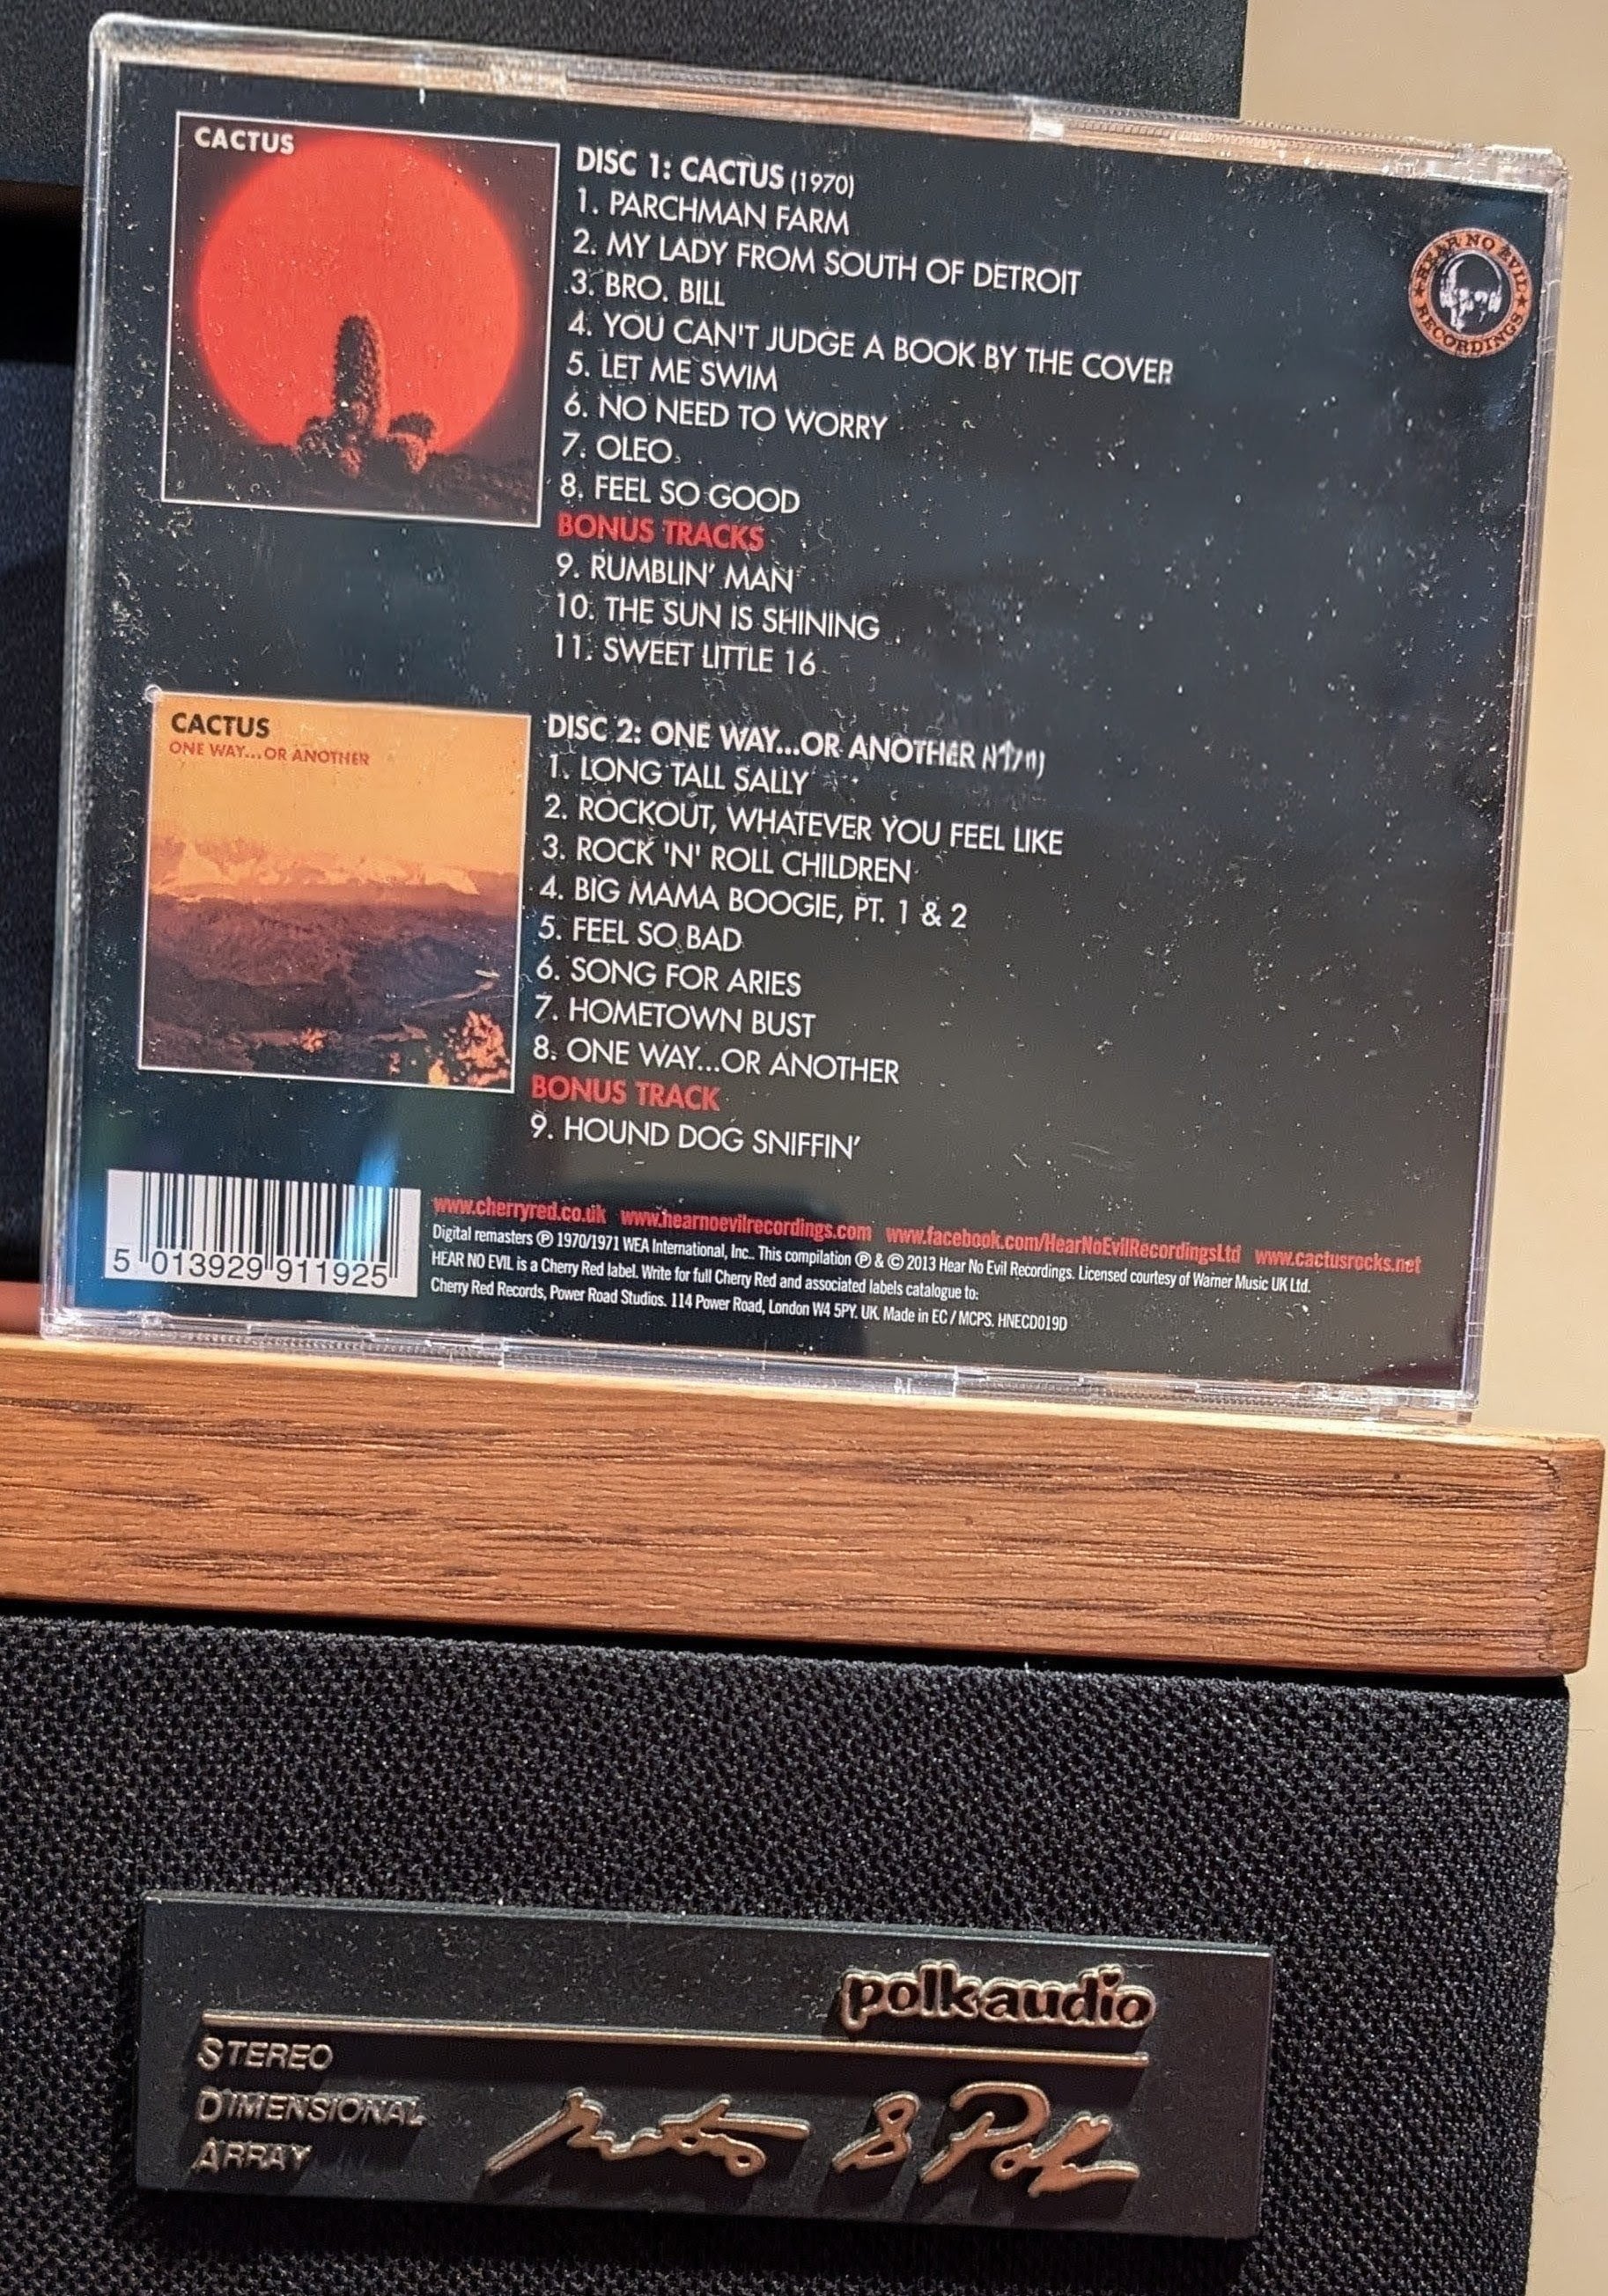 CACTUS
DISC 1: CACTUS (1970)
1. PARCHMAN FARM
2. MY LADY FROM SOUTH OF DETROIT
3. BRO. BILL
4. YOU CAN'T JUDGE A BOOK BY THE COVER
5. LET ME SWIM
6. NO NEED TO WORRY
7. OLEO
8. FEEL SO GOOD
BONUS TRACKS
9. RUMBLIN' MAN
10. THE SUN IS SHINING
11. SWEET LITTLE 16
HEAR NO EVIL
RECORDINGS
CACTUS
ONE WAY...OR ANOTHER
DISC 2: ONE WAY...OR ANOTHER
1. LONG TALL SALLY
2. ROCKOUT, WHATEVER YOU FEEL LIKE
3. ROCK 'N' ROLL CHILDREN
4. BIG MAMA BOOGIE, PT. 1 & 2
5. FEEL SO BAD
6. SONG FOR ARIES
7. HOMETOWN BUST
8. ONE WAY...OR ANOTHER
BONUS TRACK
9. HOUND DOG SNIFFIN'
5 013929 911925
www.cherryred.co.uk www.hearnoevilrecordings.com www.facebook.com/HearNoEvilRecordingsLtd www.cactusrocks.net
Digital remasters ℗ 1970/1971 WEA International, Inc.. This compilation ℗ & © 2013 Hear No Evil Recordings. Licensed courtesy of Warner Music UK Ltd.
HEAR NO EVIL is a Cherry Red label. Write for full Cherry Red and associated labels catalogue to:
Cherry Red Records, Power Road Studios. 114 Power Road, London W4 5PY. UK. Made in EC / MCPS. HNECD019D
polkaudio
STEREO
DIMENSIONAL
ARRAY